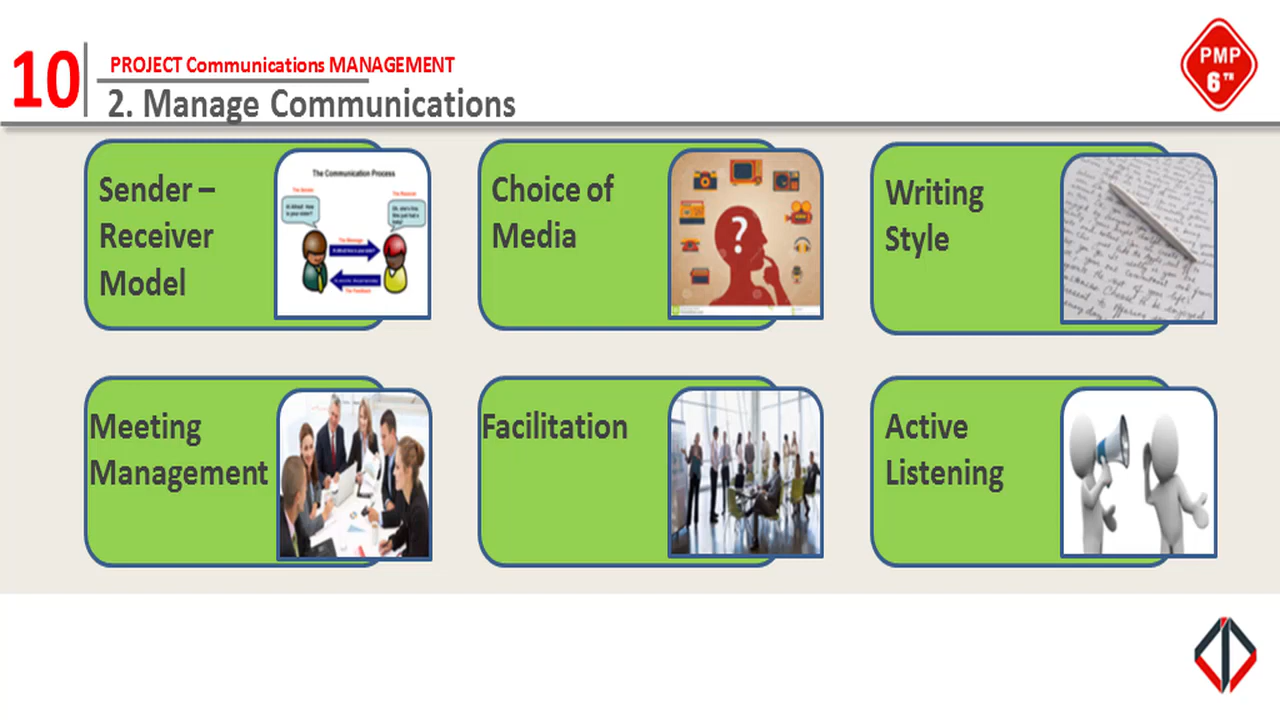 10
PROJECT Communications MANAGEMENT
2. Manage Communications
PMP
6TH
Sender –
Receiver
Model
The Communication Process
Choice of
Media
?
Writing
Style
Meeting
Management
Facilitation
Active
Listening